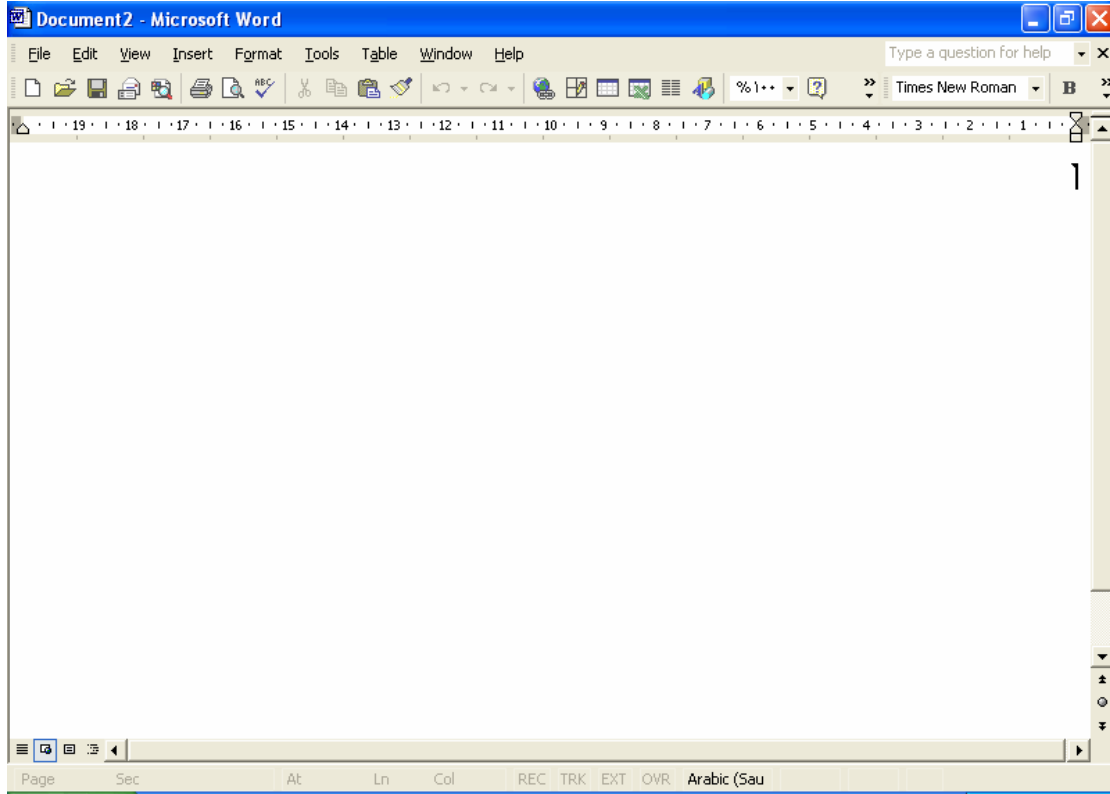 Document2 - Microsoft Word
File Edit View Insert Format Tools Table Window Help Type a question for help
%١٠٠ Times New Roman B
19 18 17 16 15 14 13 12 11 10 9 8 7 6 5 4 3 2 1
Page Sec At Ln Col REC TRK EXT OVR Arabic (Sau